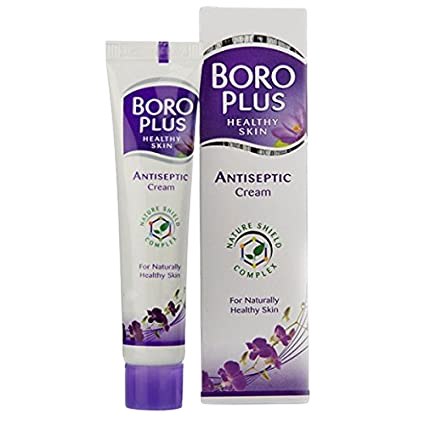 BORO
PLUS
HEALTHY
SKIN
ANTISEPTIC
Cream
NATURE SHIELD
COMPLEX
For Naturally
Healthy Skin
BORO
PLUS
HEALTHY
SKIN
ANTISEPTIC
Cream
NATURE SHIELD
COMPLEX
For Naturally
Healthy Skin